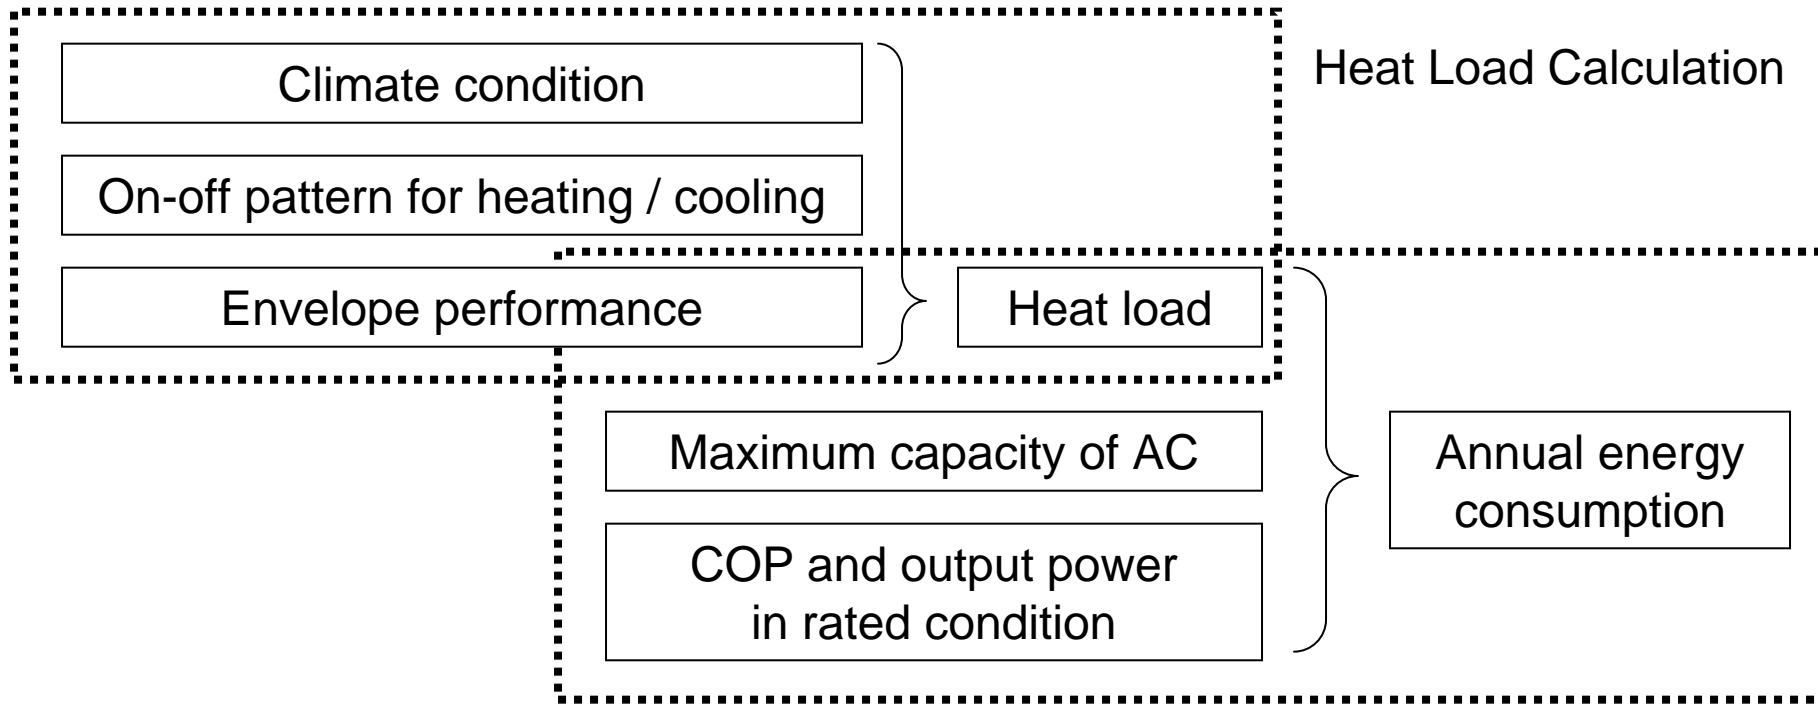 Heat Load Calculation
Climate condition
On-off pattern for heating / cooling
Envelope performance
Heat load
Maximum capacity of AC
COP and output power
in rated condition
Annual energy
consumption